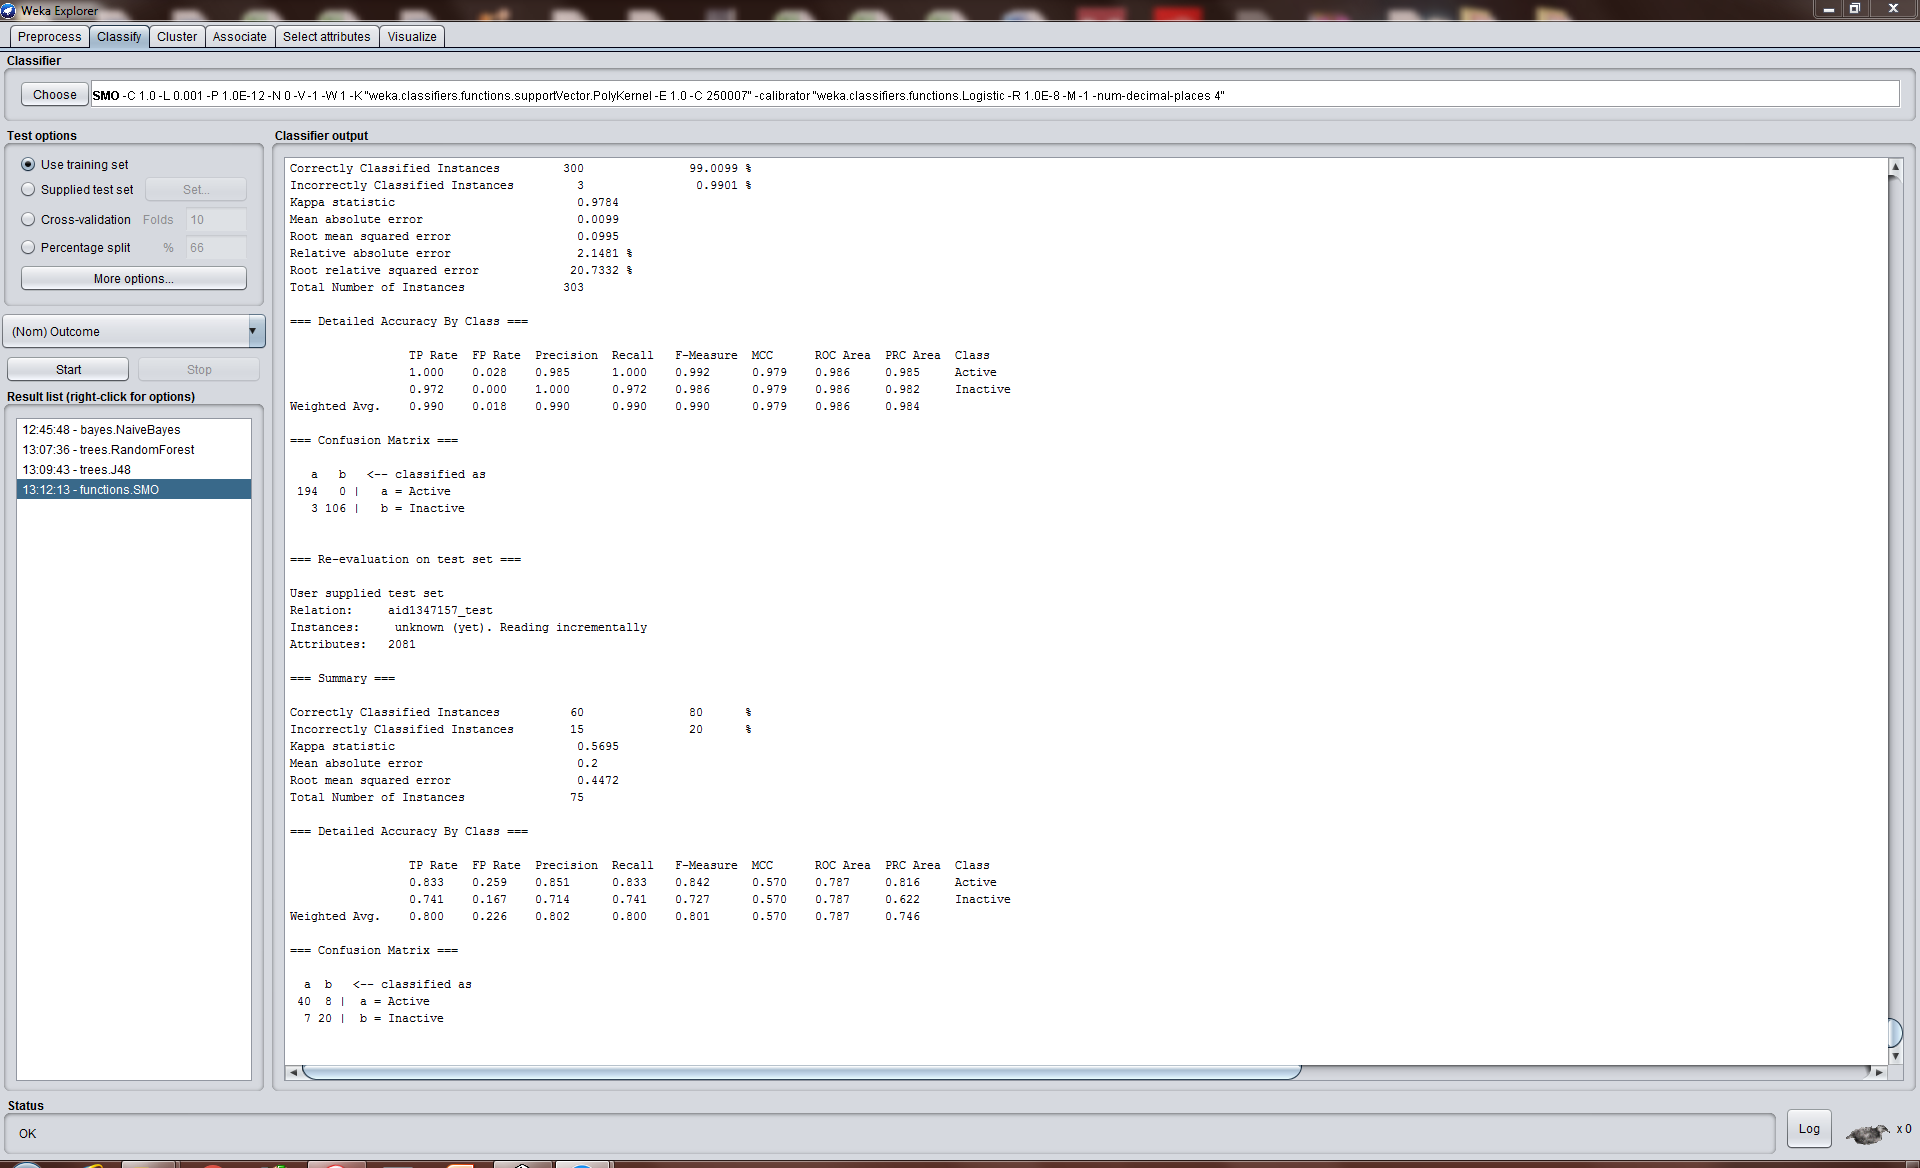 Weka Explorer
Preprocess Classify Cluster Associate Select attributes Visualize
Classifier
Choose SMO -C 1.0 -L 0.001 -P 1.0E-12 -N 0 -V -1 -W 1 -K "weka.classifiers.functions.supportVector.PolyKernel -E 1.0 -C 250007" -calibrator "weka.classifiers.functions.Logistic -R 1.0E-8 -M -1 -num-decimal-places 4"
Test options
Use training set
Supplied test set Set...
Cross-validation Folds 10
Percentage split % 66
More options...
(Nom) Outcome
Start Stop
Result list (right-click for options)
12:45:48 - bayes.NaiveBayes
13:07:36 - trees.RandomForest
13:09:43 - trees.J48
13:12:13 - functions.SMO
Classifier output
Correctly Classified Instances 300 99.0099 %
Incorrectly Classified Instances 3 0.9901 %
Kappa statistic 0.9784
Mean absolute error 0.0099
Root mean squared error 0.0995
Relative absolute error 2.1481 %
Root relative squared error 20.7332 %
Total Number of Instances 303
=== Detailed Accuracy By Class ===
TP Rate FP Rate Precision Recall F-Measure MCC ROC Area PRC Area Class
1.000 0.028 0.985 1.000 0.992 0.979 0.986 0.985 Active
0.972 0.000 1.000 0.972 0.986 0.979 0.986 0.982 Inactive
Weighted Avg. 0.990 0.018 0.990 0.990 0.990 0.979 0.986 0.984
=== Confusion Matrix ===
a b <-- classified as
194 0 | a = Active
3 106 | b = Inactive
=== Re-evaluation on test set ===
User supplied test set
Relation: aid1347157_test
Instances: unknown (yet). Reading incrementally
Attributes: 2081
=== Summary ===
Correctly Classified Instances 60 80 %
Incorrectly Classified Instances 15 20 %
Kappa statistic 0.5695
Mean absolute error 0.2
Root mean squared error 0.4472
Total Number of Instances 75
=== Detailed Accuracy By Class ===
TP Rate FP Rate Precision Recall F-Measure MCC ROC Area PRC Area Class
0.833 0.259 0.851 0.833 0.842 0.570 0.787 0.816 Active
0.741 0.167 0.714 0.741 0.727 0.570 0.787 0.622 Inactive
Weighted Avg. 0.800 0.226 0.802 0.800 0.801 0.570 0.787 0.746
=== Confusion Matrix ===
a b <-- classified as
40 8 | a = Active
7 20 | b = Inactive
Status
OK
Log x 0